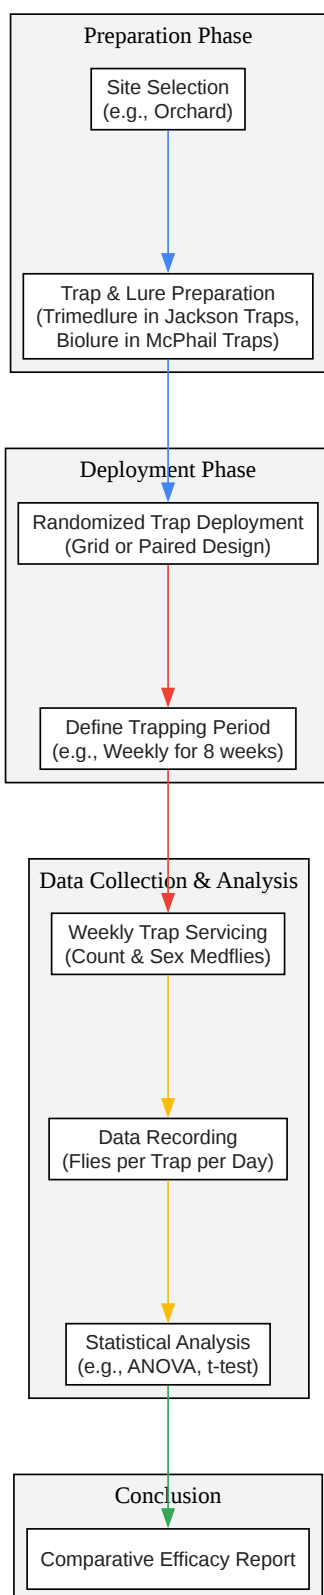 Preparation Phase
Site Selection
(e.g., Orchard)
Trap & Lure Preparation
(Trimedlure in Jackson Traps,
Biolure in McPhail Traps)
Deployment Phase
Randomized Trap Deployment
(Grid or Paired Design)
Define Trapping Period
(e.g., Weekly for 8 weeks)
Data Collection & Analysis
Weekly Trap Servicing
(Count & Sex Medflies)
Data Recording
(Flies per Trap per Day)
Statistical Analysis
(e.g., ANOVA, t-test)
Conclusion
Comparative Efficacy Report